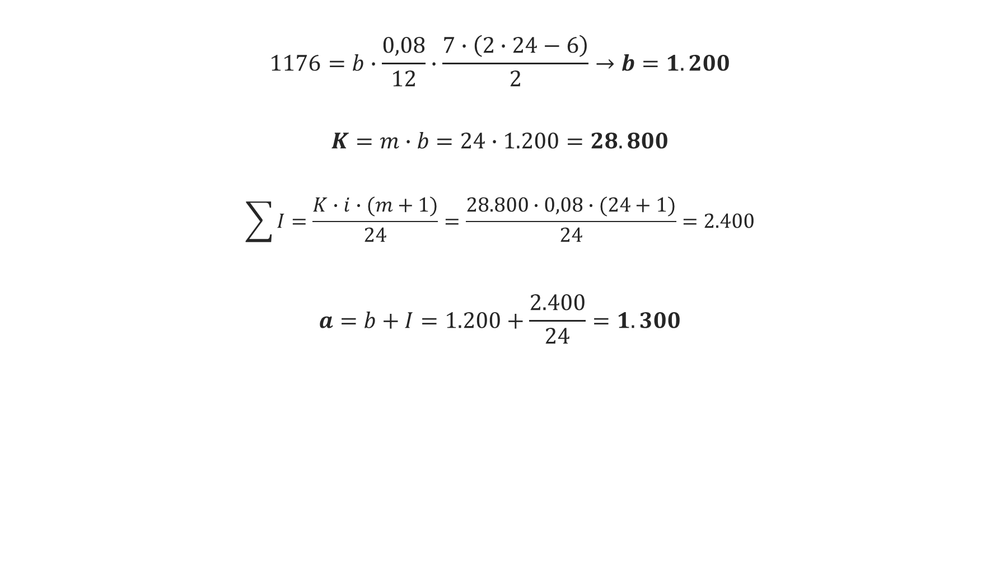 1176 = b · 0,08/12 · 7 · (2 · 24 − 6)/2 → b = 1.200
K = m · b = 24 · 1.200 = 28.800
∑ I = K · i · (m + 1)/24 = 28.800 · 0,08 · (24 + 1)/24 = 2.400
a = b + I = 1.200 + 2.400/24 = 1.300